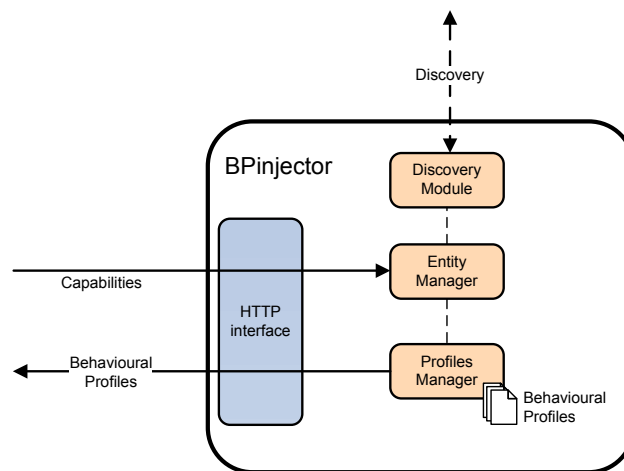 Discovery
BPinjector
Discovery
Module
Entity
Manager
Capabilities
HTTP
interface
Behavioural
Profiles
Profiles
Manager
Behavioural
Profiles